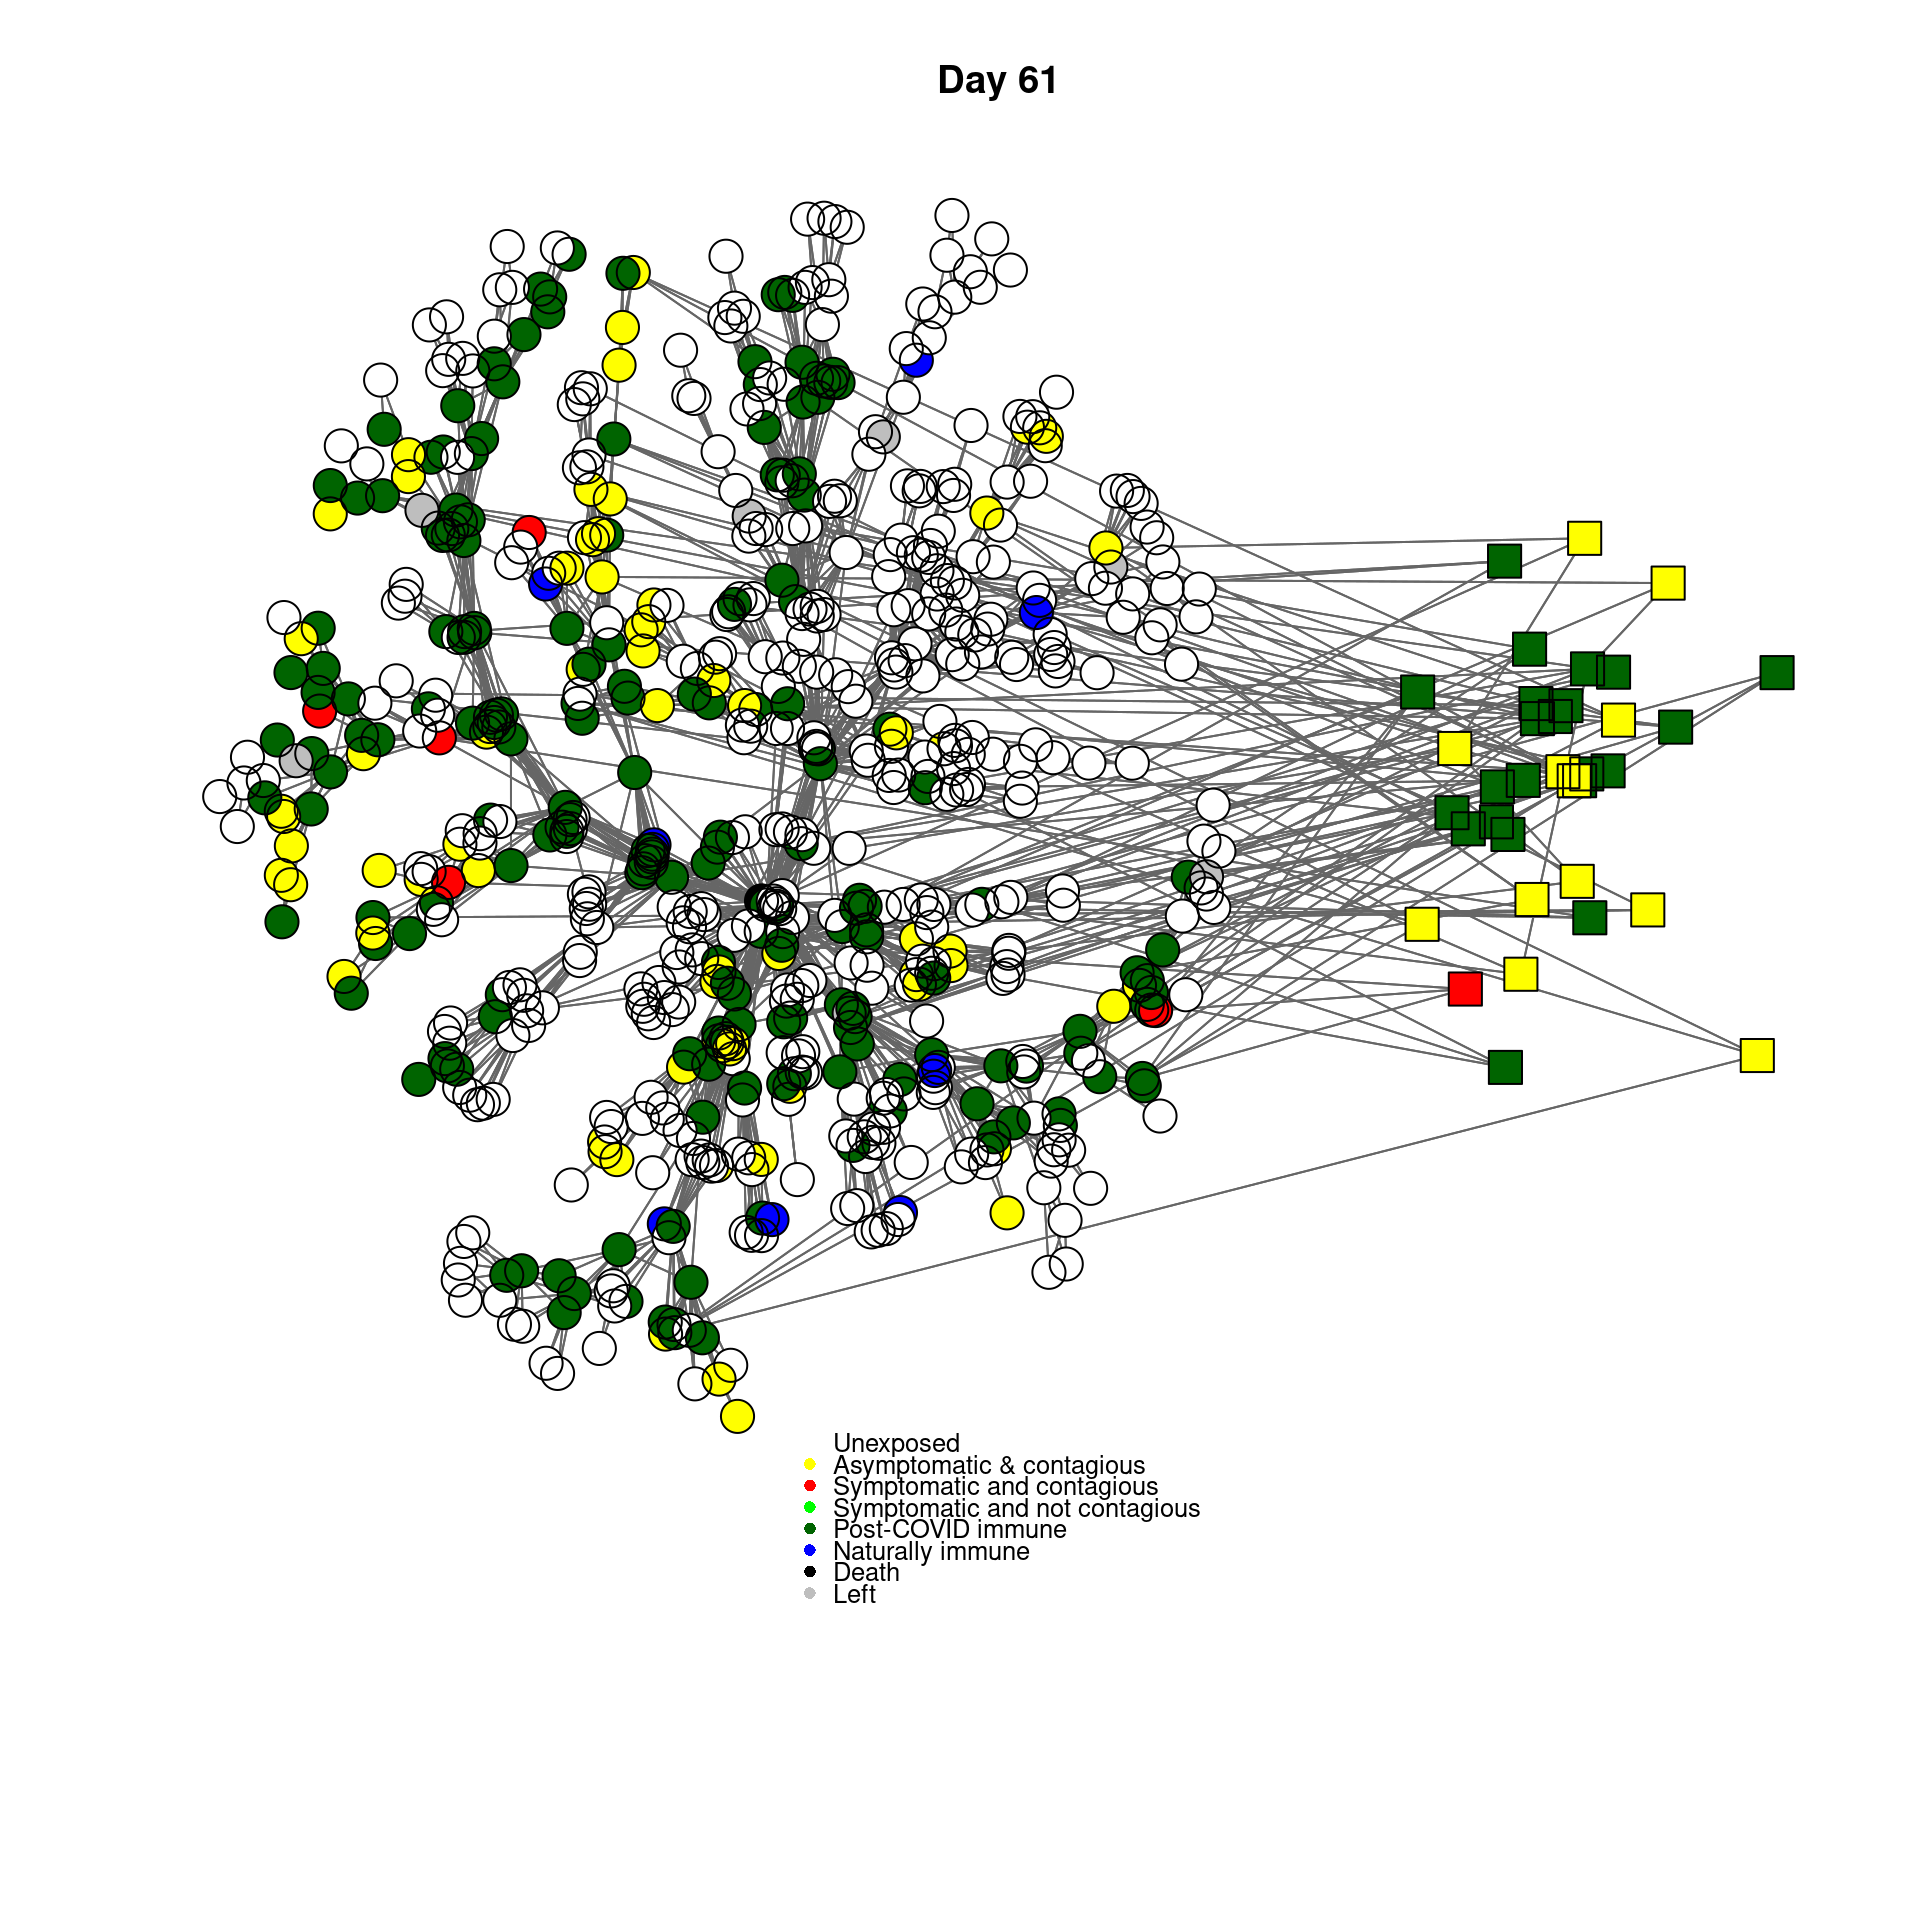 Day 61
Unexposed
Asymptomatic & contagious
Symptomatic and contagious
Symptomatic and not contagious
Post-COVID immune
Naturally immune
Death
Left